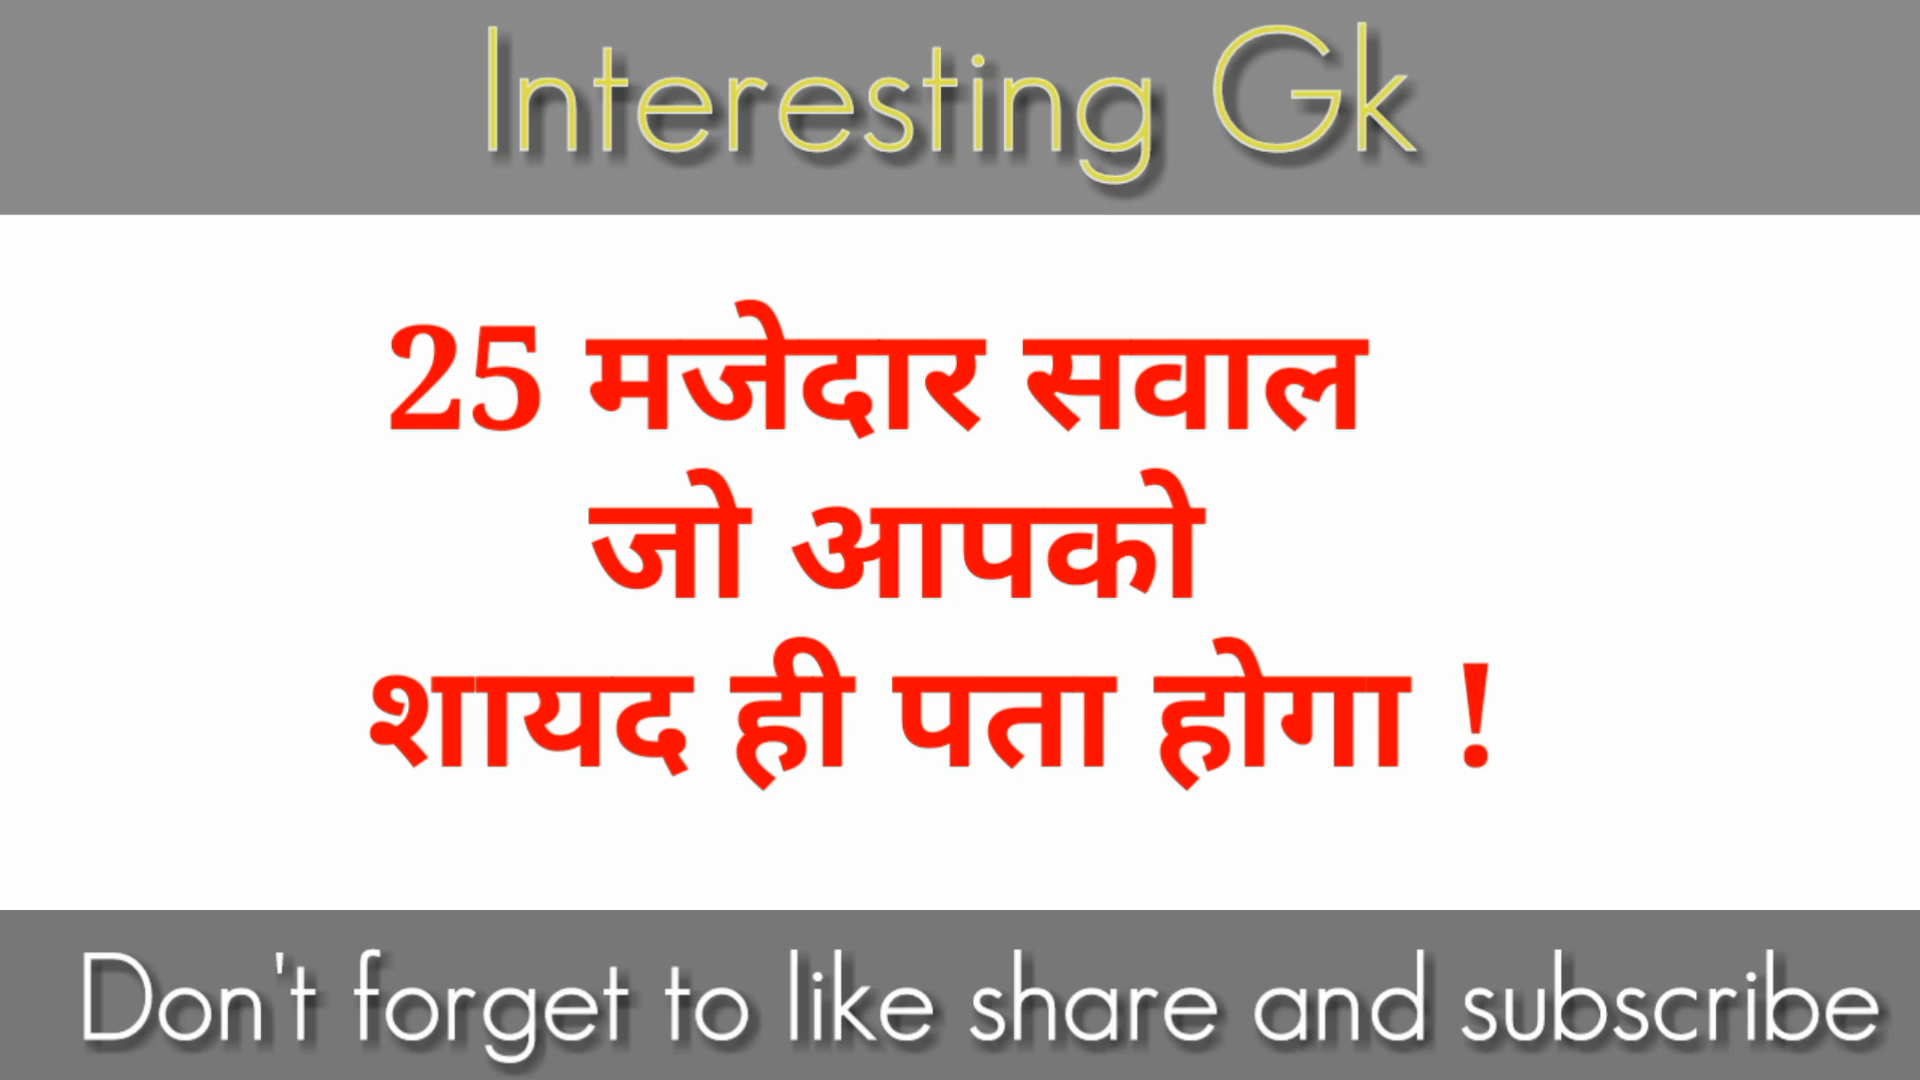 Interesting Gk
25 मजेदार सवाल
जो आपको
शायद ही पता होगा !
Don't forget to like share and subscribe